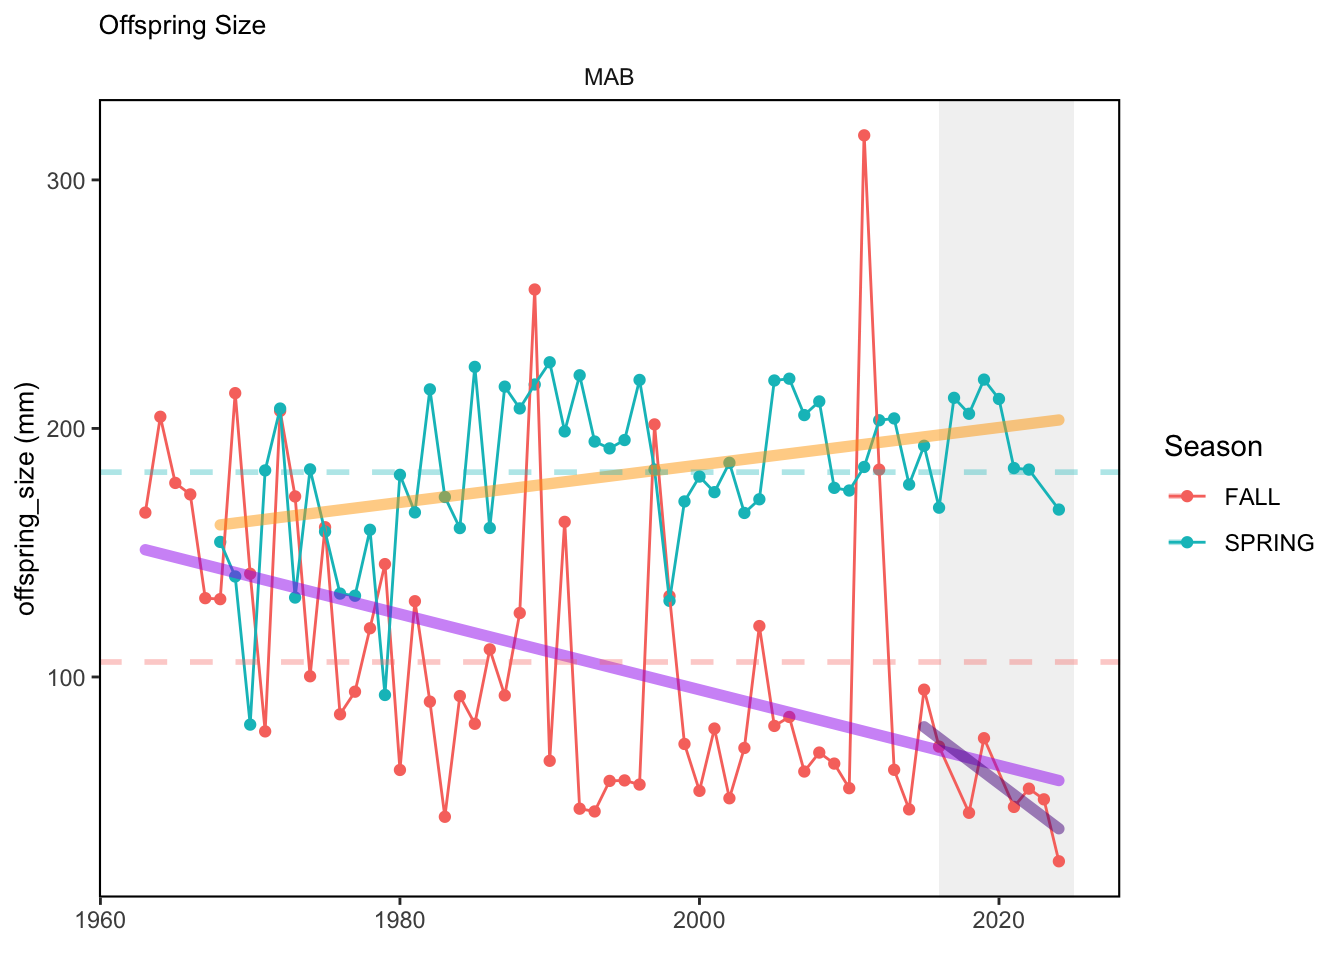 Offspring Size
MAB
offspring_size (mm)
300
200
100
1960
1980
2000
2020
Season
FALL
SPRING